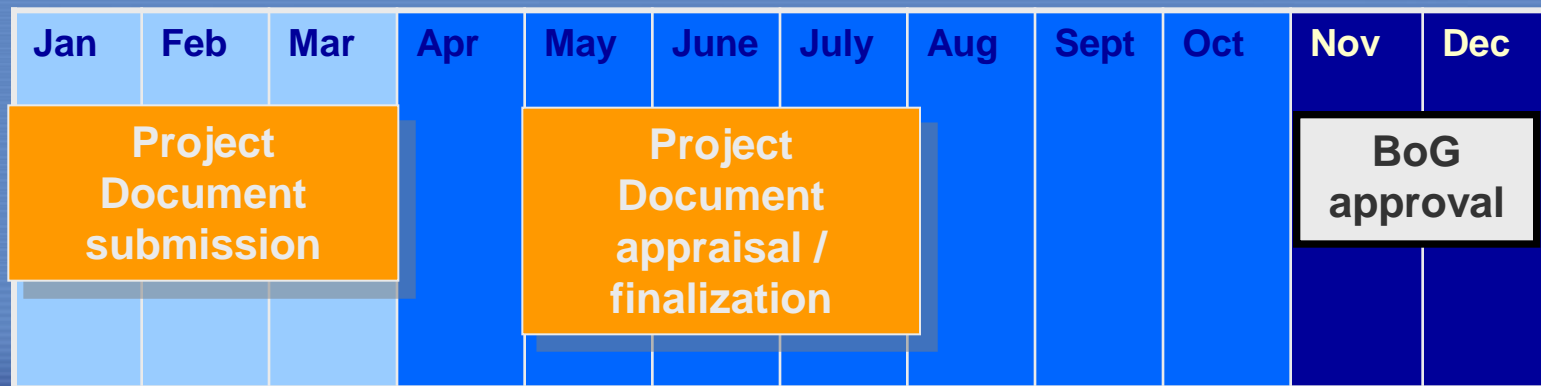 Jan Feb Mar Apr May June July Aug Sept Oct Nov Dec
Project
Document
submission
Project
Document
appraisal /
finalization
BoG
approval